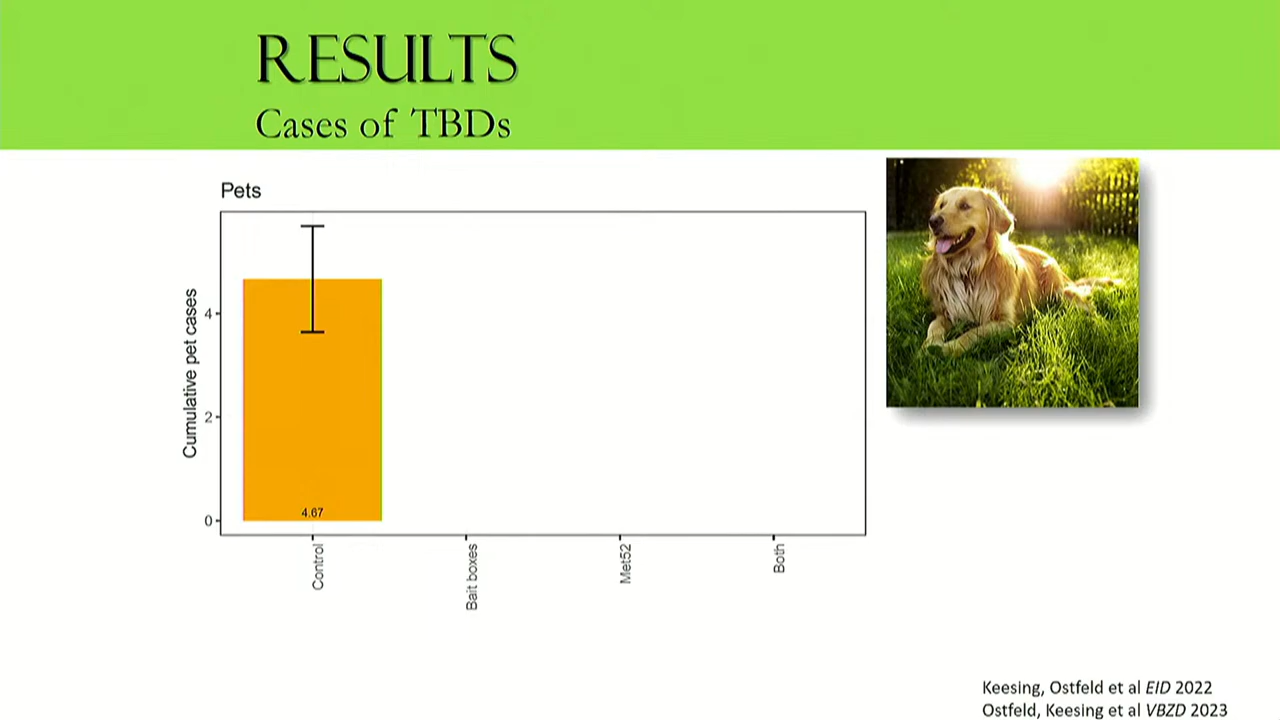 RESULTS
Cases of TBDs
Pets
Cumulative pet cases
4
2
0
4.67
Control
Bait boxes
Met52
Both
Keesing, Ostfeld et al EID 2022
Ostfeld, Keesing et al VBZD 2023